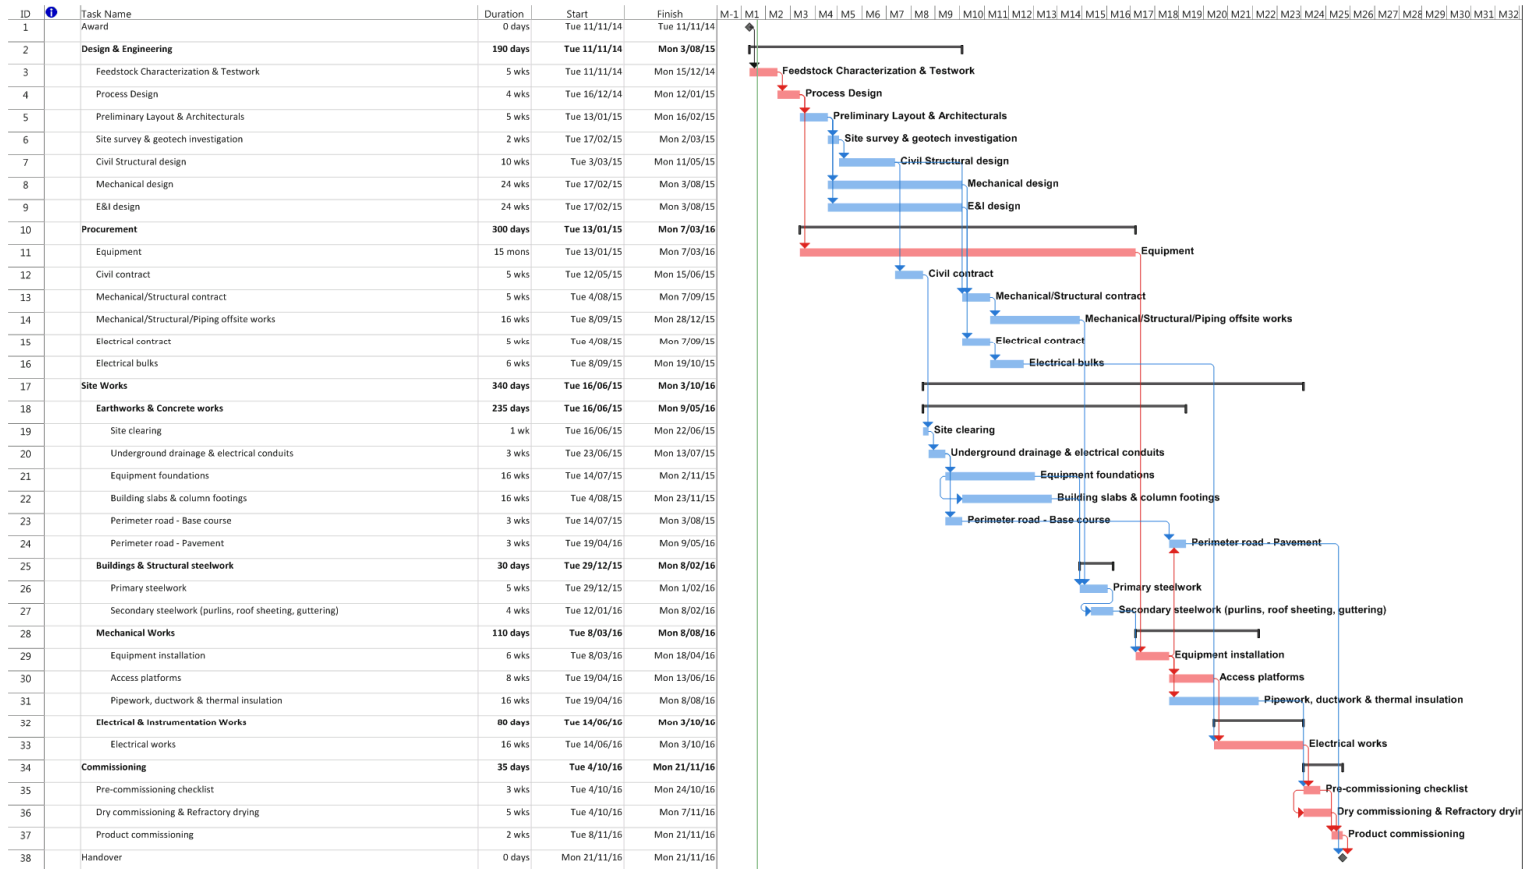 ID Task Name Duration Start Finish M-1 M1 M2 M3 M4 M5 M6 M7 M8 M9 M10 M11 M12 M13 M14 M15 M16 M17 M18 M19 M20 M21 M22 M23 M24 M25 M26 M27 M28 M29 M30 M31 M32
1 Award 0 days Tue 11/11/14 Tue 11/11/14
2 Design & Engineering 190 days Tue 11/11/14 Mon 3/08/15
3 Feedstock Characterization & Testwork 5 wks Tue 11/11/14 Mon 15/12/14 Feedstock Characterization & Testwork
4 Process Design 4 wks Tue 16/12/14 Mon 12/01/15 Process Design
5 Preliminary Layout & Architecturals 5 wks Tue 13/01/15 Mon 16/02/15 Preliminary Layout & Architecturals
6 Site survey & geotech investigation 2 wks Tue 17/02/15 Mon 2/03/15 Site survey & geotech investigation
7 Civil Structural design 10 wks Tue 3/03/15 Mon 11/05/15 Civil Structural design
8 Mechanical design 24 wks Tue 17/02/15 Mon 3/08/15 Mechanical design
9 E&I design 24 wks Tue 17/02/15 Mon 3/08/15 E&I design
10 Procurement 300 days Tue 13/01/15 Mon 7/03/16
11 Equipment 15 mons Tue 13/01/15 Mon 7/03/16 Equipment
12 Civil contract 5 wks Tue 12/05/15 Mon 15/06/15 Civil contract
13 Mechanical/Structural contract 5 wks Tue 4/08/15 Mon 7/09/15 Mechanical/Structural contract
14 Mechanical/Structural/Piping offsite works 16 wks Tue 8/09/15 Mon 28/12/15 Mechanical/Structural/Piping offsite works
15 Electrical contract 5 wks Tue 4/08/15 Mon 7/09/15 Electrical contract
16 Electrical bulks 6 wks Tue 8/09/15 Mon 19/10/15 Electrical bulks
17 Site Works 340 days Tue 16/06/15 Mon 3/10/16
18 Earthworks & Concrete works 235 days Tue 16/06/15 Mon 9/05/16
19 Site clearing 1 wk Tue 16/06/15 Mon 22/06/15 Site clearing
20 Underground drainage & electrical conduits 3 wks Tue 23/06/15 Mon 13/07/15 Underground drainage & electrical conduits
21 Equipment foundations 16 wks Tue 14/07/15 Mon 2/11/15 Equipment foundations
22 Building slabs & column footings 16 wks Tue 4/08/15 Mon 23/11/15 Building slabs & column footings
23 Perimeter road - Base course 3 wks Tue 14/07/15 Mon 3/08/15 Perimeter road - Base course
24 Perimeter road - Pavement 3 wks Tue 19/04/16 Mon 9/05/16 Perimeter road - Pavement
25 Buildings & Structural steelwork 30 days Tue 29/12/15 Mon 8/02/16
26 Primary steelwork 5 wks Tue 29/12/15 Mon 1/02/16 Primary steelwork
27 Secondary steelwork (purlins, roof sheeting, guttering) 4 wks Tue 12/01/16 Mon 8/02/16 Secondary steelwork (purlins, roof sheeting, guttering)
28 Mechanical Works 110 days Tue 8/03/16 Mon 8/08/16
29 Equipment installation 6 wks Tue 8/03/16 Mon 18/04/16 Equipment installation
30 Access platforms 8 wks Tue 19/04/16 Mon 13/06/16 Access platforms
31 Pipework, ductwork & thermal insulation 16 wks Tue 19/04/16 Mon 8/08/16 Pipework, ductwork & thermal insulation
32 Electrical & Instrumentation Works 80 days Tue 14/06/16 Mon 3/10/16
33 Electrical works 16 wks Tue 14/06/16 Mon 3/10/16 Electrical works
34 Commissioning 35 days Tue 4/10/16 Mon 21/11/16
35 Pre-commissioning checklist 3 wks Tue 4/10/16 Mon 24/10/16 Pre-commissioning checklist
36 Dry commissioning & Refractory drying 5 wks Tue 4/10/16 Mon 7/11/16 Dry commissioning & Refractory dryin
37 Product commissioning 2 wks Tue 8/11/16 Mon 21/11/16 Product commissioning
38 Handover 0 days Mon 21/11/16 Mon 21/11/16